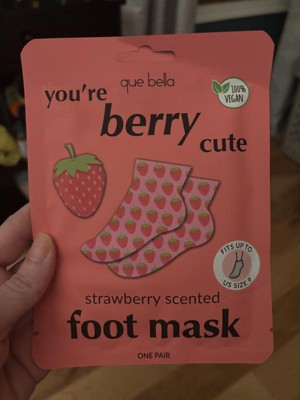 que bella
you're
berry
cute
100%
VEGAN
FITS UP TO
US SIZE 9
strawberry scented
foot mask
ONE PAIR